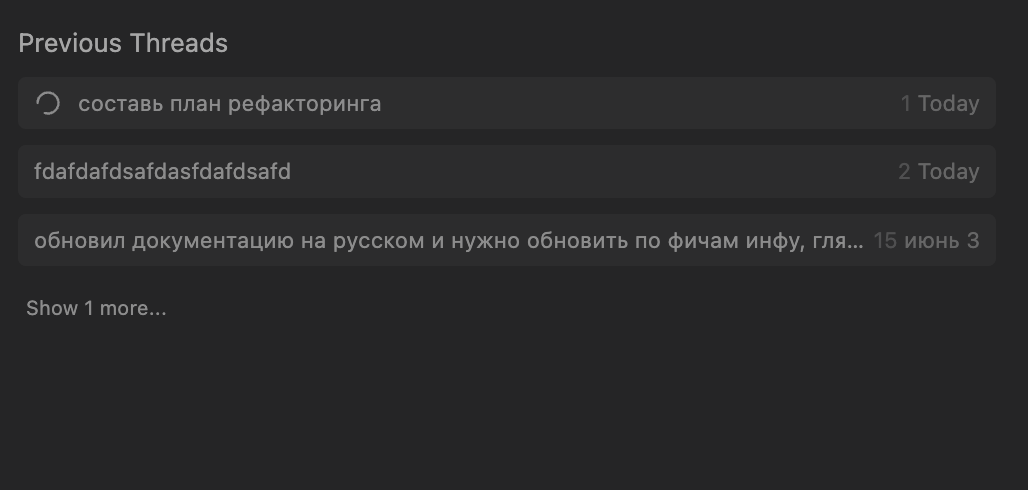 Previous Threads
составь план рефакторинга 1 Today
fdafdafdsafdasfdafdsafd 2 Today
обновил документацию на русском и нужно обновить по фичам инфу, гля... 15 июнь 3
Show 1 more...